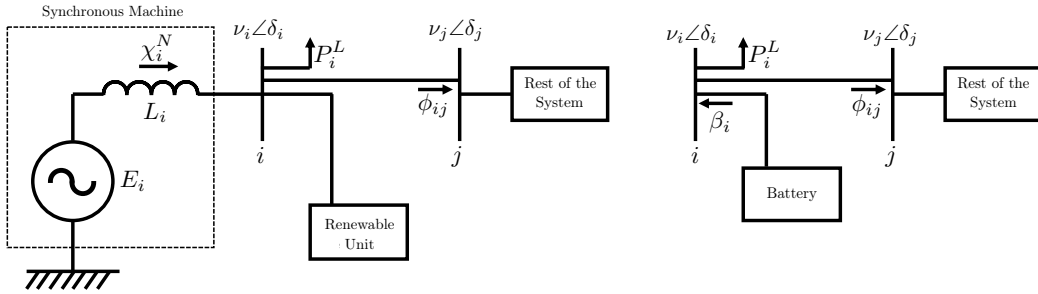 Synchronous Machine
χ_i^N
L_i
E_i
ν_i∠δ_i
P_i^L
ϕ_ij
i
ν_j∠δ_j
j
Rest of the
System
Renewable
Unit
ν_i∠δ_i
P_i^L
β_i
i
ϕ_ij
ν_j∠δ_j
j
Rest of the
System
Battery